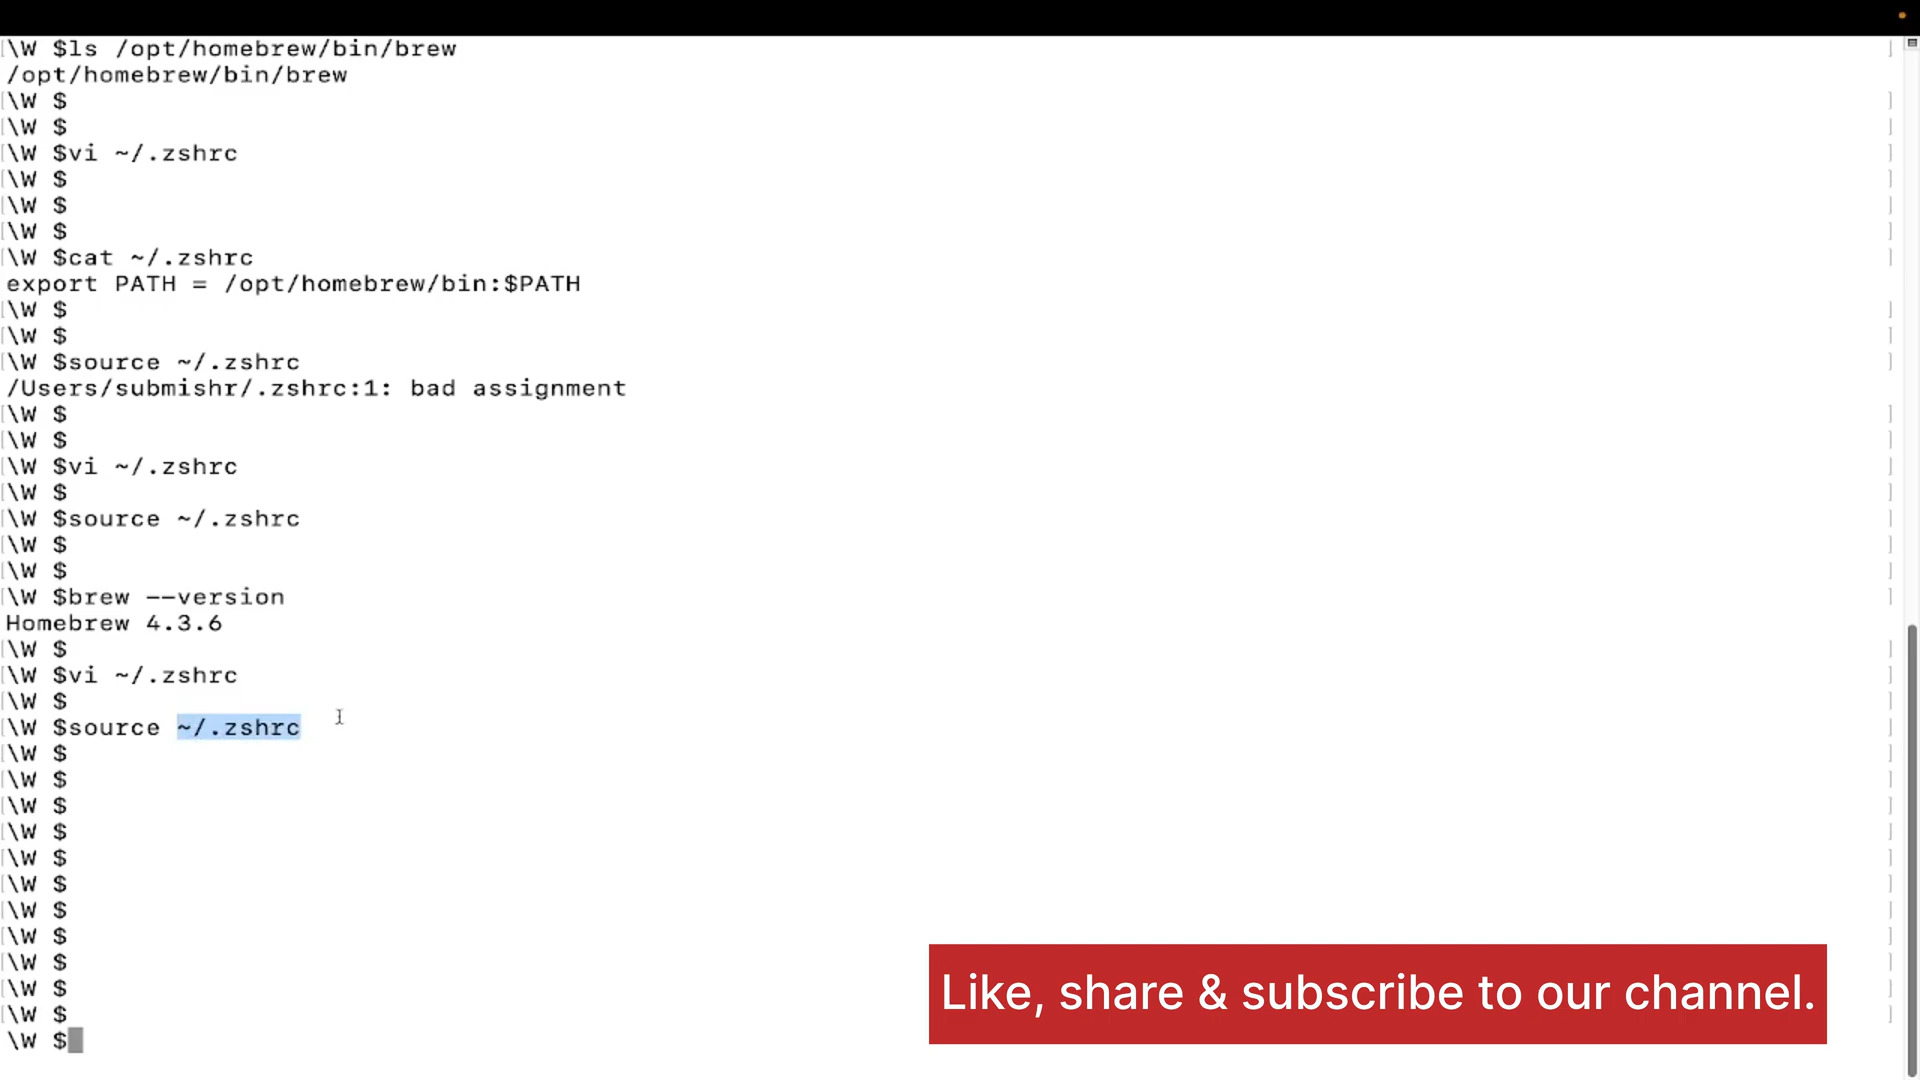 \W $ls /opt/homebrew/bin/brew
/opt/homebrew/bin/brew
\W $
\W $
\W $vi ~/.zshrc
\W $
\W $
\W $
\W $cat ~/.zshrc
export PATH = /opt/homebrew/bin:$PATH
\W $
\W $
\W $source ~/.zshrc
/Users/submishr/.zshrc:1: bad assignment
\W $
\W $
\W $vi ~/.zshrc
\W $
\W $source ~/.zshrc
\W $
\W $
\W $brew --version
Homebrew 4.3.6
\W $
\W $vi ~/.zshrc
\W $
\W $source ~/.zshrc
\W $
\W $
\W $
\W $
\W $
\W $
\W $
\W $
\W $
\W $
\W $
\W $
Like, share & subscribe to our channel.